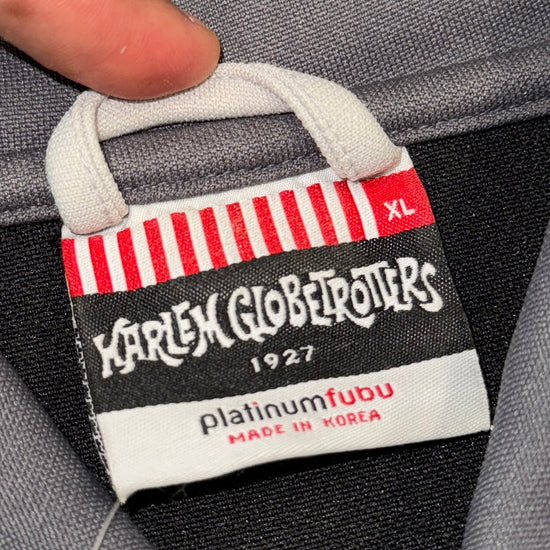 XL
HARLEM GLOBETROTTERS
1927
platinumfubu
MADE IN KOREA